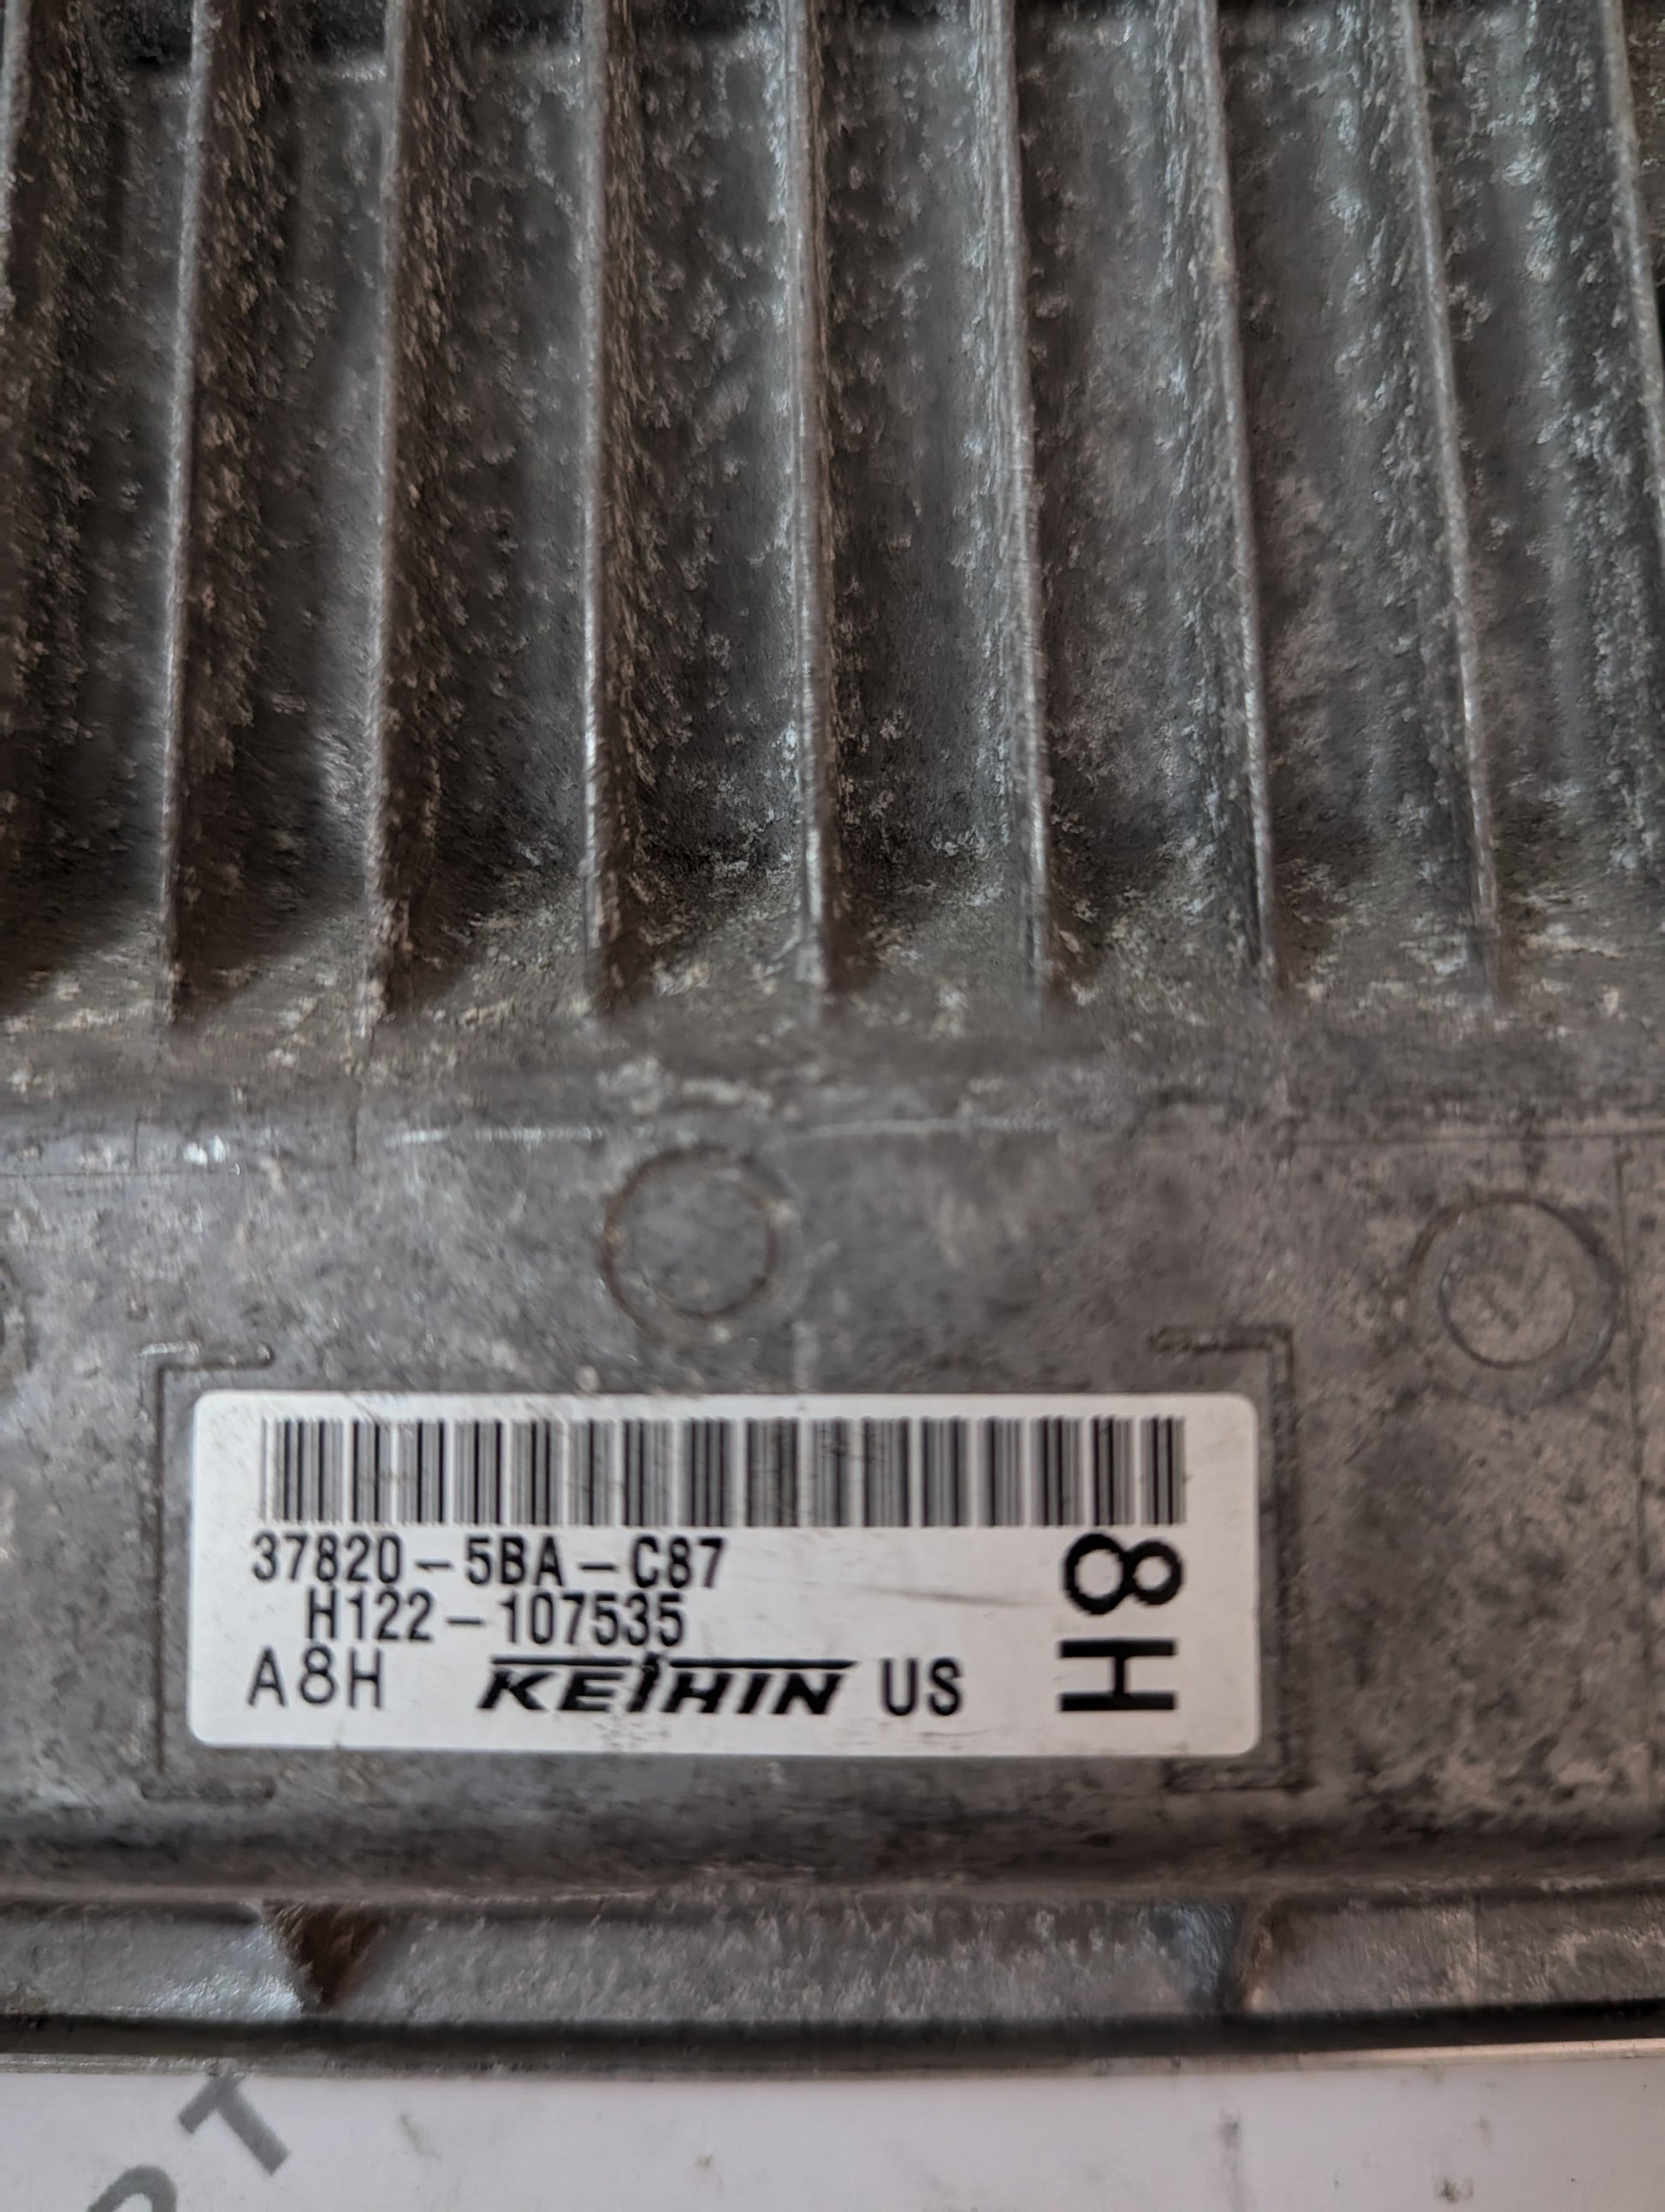 37820-5BA-C87
H122-107535
A8H KEIHIN US
H8